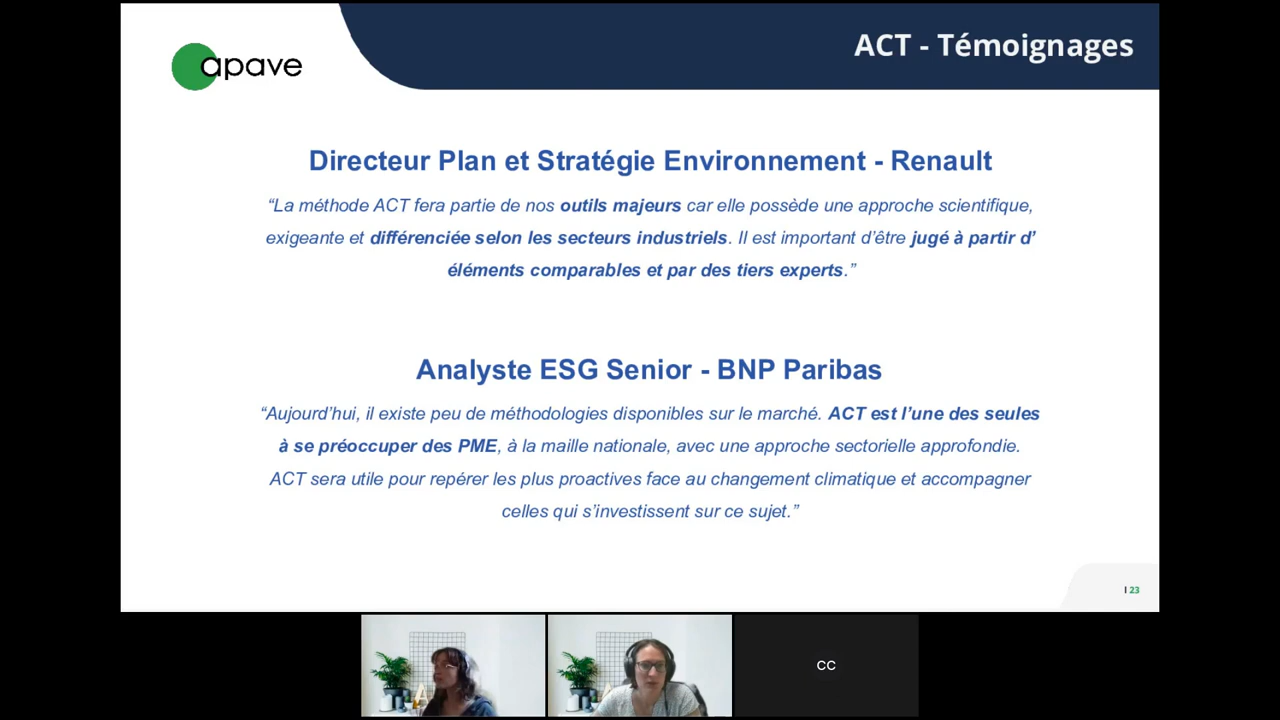 apave
ACT - Témoignages
Directeur Plan et Stratégie Environnement - Renault
“La méthode ACT fera partie de nos outils majeurs car elle possède une approche scientifique,
exigeante et différenciée selon les secteurs industriels. Il est important d’être jugé à partir d’
éléments comparables et par des tiers experts.”
Analyste ESG Senior - BNP Paribas
“Aujourd’hui, il existe peu de méthodologies disponibles sur le marché. ACT est l’une des seules
à se préoccuper des PME, à la maille nationale, avec une approche sectorielle approfondie.
ACT sera utile pour repérer les plus proactives face au changement climatique et accompagner
celles qui s’investissent sur ce sujet.”
I 23
CC